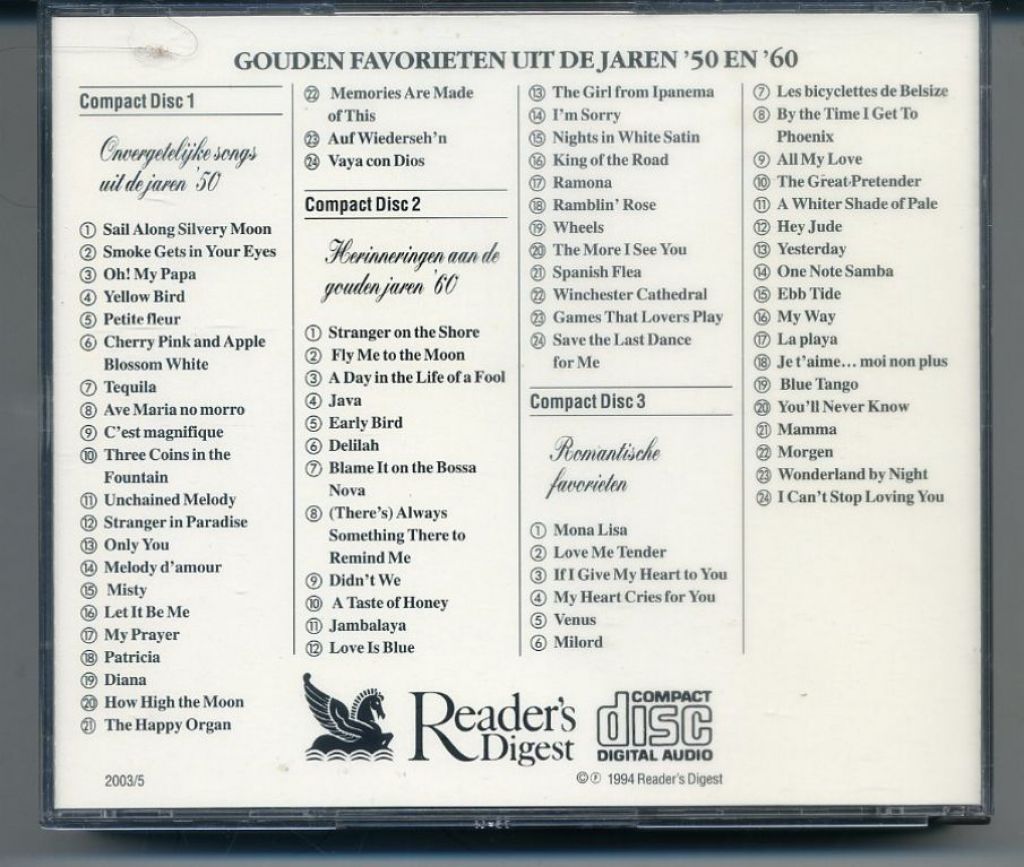 GOUDEN FAVORIETEN UIT DE JAREN '50 EN '60
Compact Disc 1
Onvergetelijke songs
uit de jaren '50
① Sail Along Silvery Moon
② Smoke Gets in Your Eyes
③ Oh! My Papa
④ Yellow Bird
⑤ Petite fleur
⑥ Cherry Pink and Apple
Blossom White
⑦ Tequila
⑧ Ave Maria no morro
⑨ C'est magnifique
⑩ Three Coins in the
Fountain
⑪ Unchained Melody
⑫ Stranger in Paradise
⑬ Only You
⑭ Melody d'amour
⑮ Misty
⑯ Let It Be Me
⑰ My Prayer
⑱ Patricia
⑲ Diana
⑳ How High the Moon
㉑ The Happy Organ
㉒ Memories Are Made
of This
㉓ Auf Wiederseh'n
㉔ Vaya con Dios
Compact Disc 2
Herinneringen aan de
gouden jaren '60
① Stranger on the Shore
② Fly Me to the Moon
③ A Day in the Life of a Fool
④ Java
⑤ Early Bird
⑥ Delilah
⑦ Blame It on the Bossa
Nova
⑧ (There's) Always
Something There to
Remind Me
⑨ Didn't We
⑩ A Taste of Honey
⑪ Jambalaya
⑫ Love Is Blue
⑬ The Girl from Ipanema
⑭ I'm Sorry
⑮ Nights in White Satin
⑯ King of the Road
⑰ Ramona
⑱ Ramblin' Rose
⑲ Wheels
⑳ The More I See You
㉑ Spanish Flea
㉒ Winchester Cathedral
㉓ Games That Lovers Play
㉔ Save the Last Dance
for Me
Compact Disc 3
Romantische
favorieten
① Mona Lisa
② Love Me Tender
③ If I Give My Heart to You
④ My Heart Cries for You
⑤ Venus
⑥ Milord
⑦ Les bicyclettes de Belsize
⑧ By the Time I Get To
Phoenix
⑨ All My Love
⑩ The Great Pretender
⑪ A Whiter Shade of Pale
⑫ Hey Jude
⑬ Yesterday
⑭ One Note Samba
⑮ Ebb Tide
⑯ My Way
⑰ La playa
⑱ Je t'aime... moi non plus
⑲ Blue Tango
⑳ You'll Never Know
㉑ Mamma
㉒ Morgen
㉓ Wonderland by Night
㉔ I Can't Stop Loving You
Reader's
Digest
COMPACT
disc
DIGITAL AUDIO
2003/5
©℗ 1994 Reader's Digest